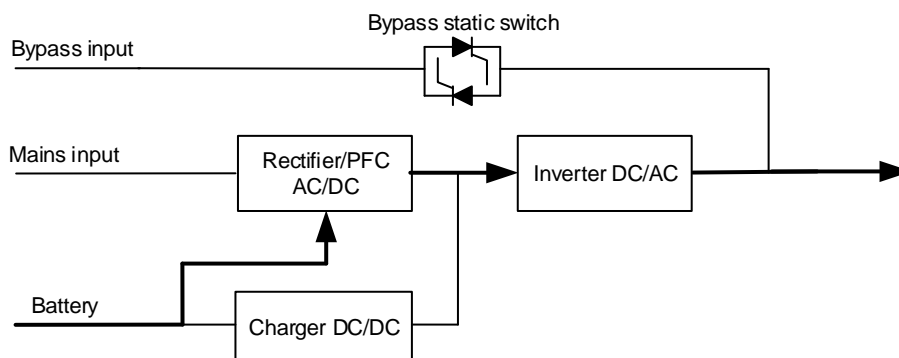 Bypass static switch
Bypass input
Mains input
Rectifier/PFC
AC/DC
Inverter DC/AC
Battery
Charger DC/DC